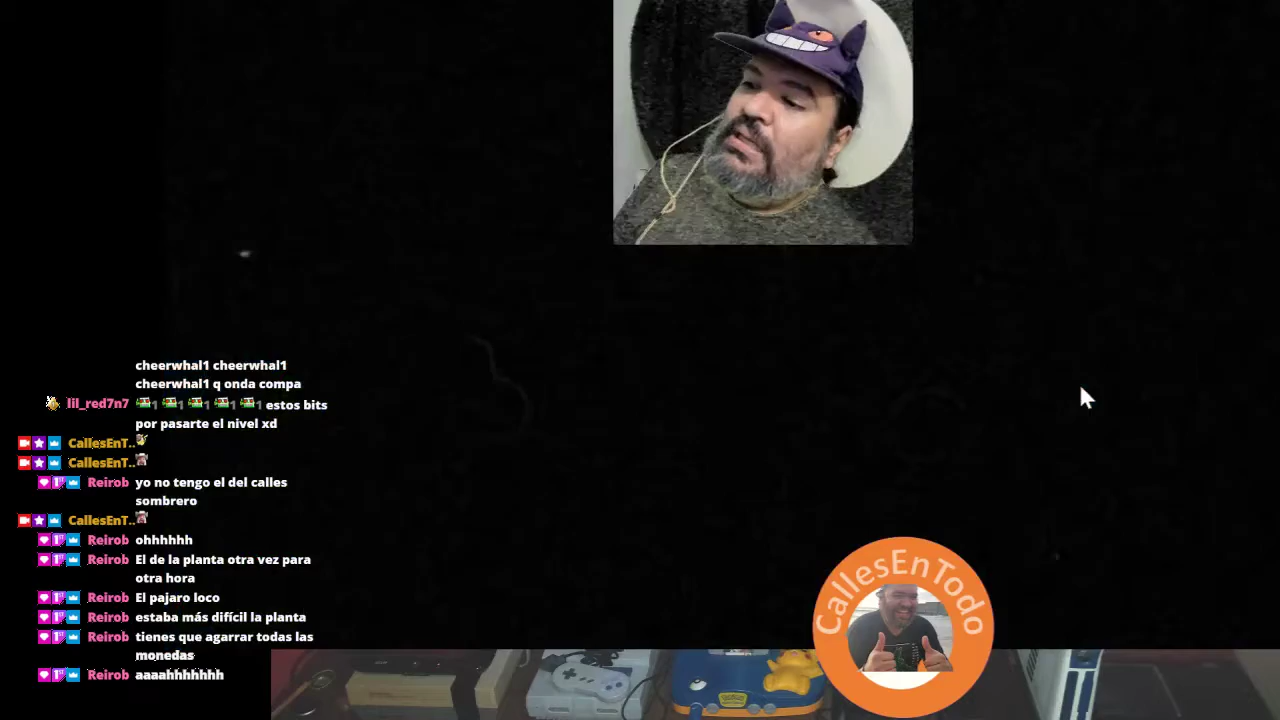 cheerwhal1 cheerwhal1
cheerwhal1 q onda compa
lil_red7n7 1 1 1 1 1 estos bits
por pasarte el nivel xd
CallesEnT..
CallesEnT..
Reirob yo no tengo el del calles
sombrero
CallesEnT..
Reirob ohhhhhh
Reirob El de la planta otra vez para
otra hora
Reirob El pajaro loco
Reirob estaba más difícil la planta
Reirob tienes que agarrar todas las
monedas
Reirob aaaahhhhhhh
CallesEnTodo